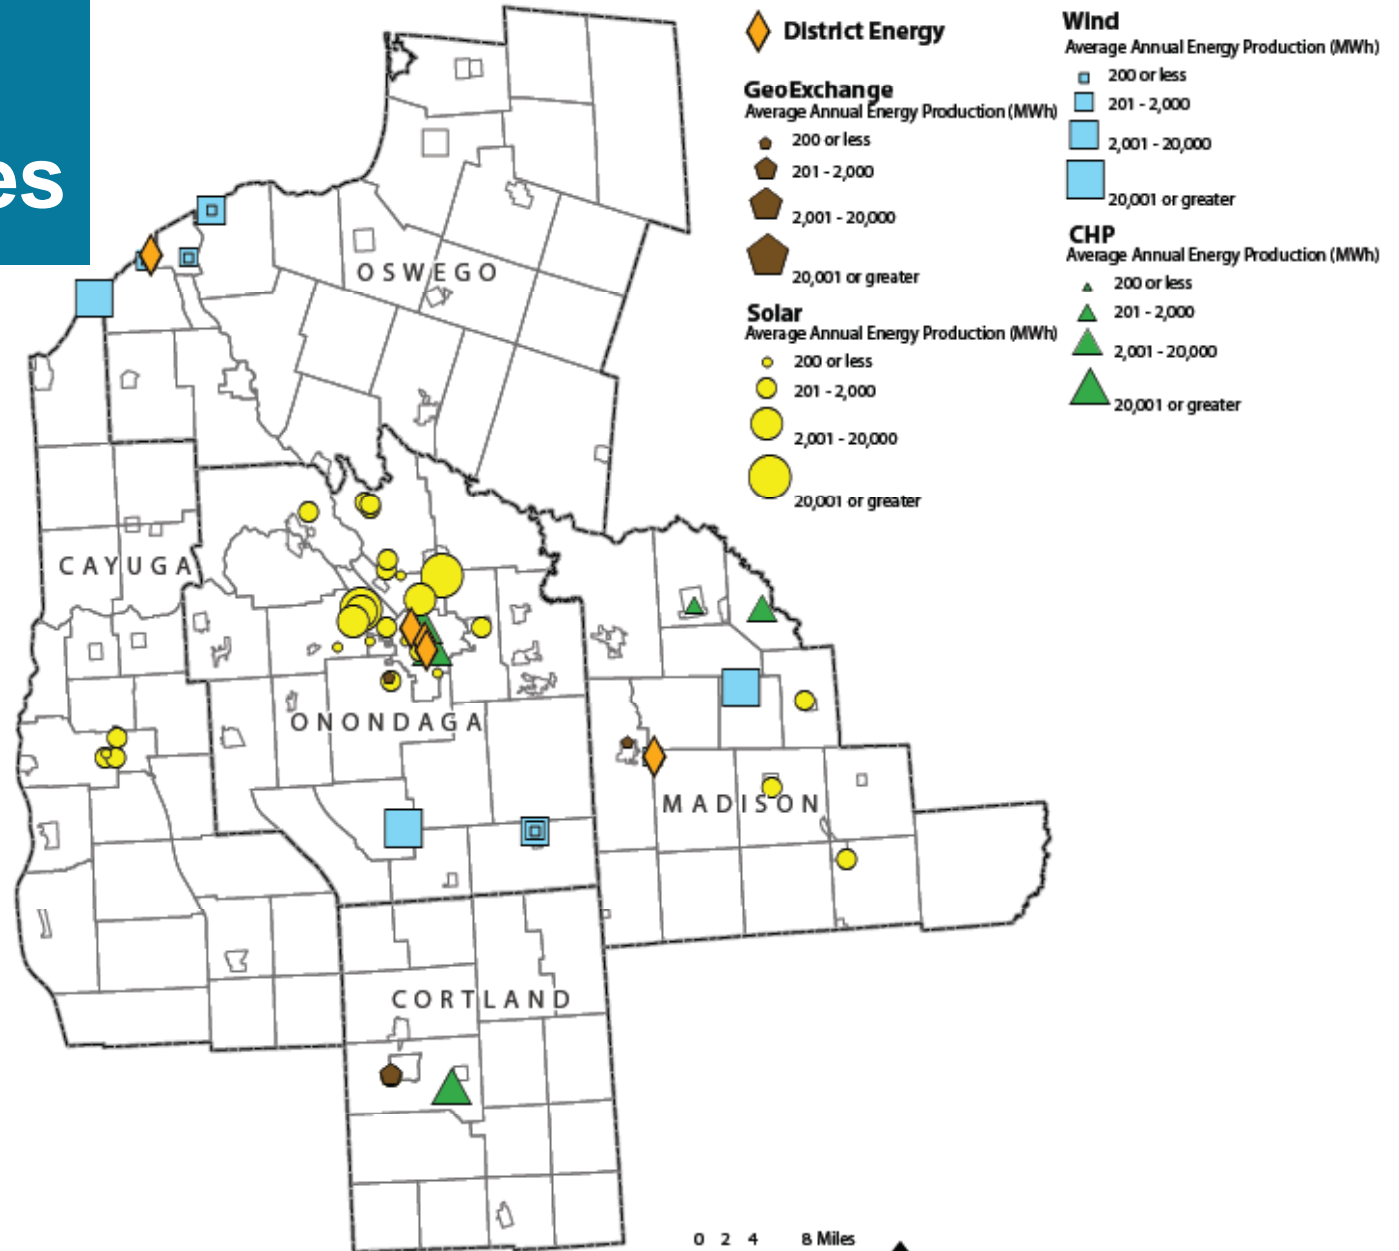 es
District Energy
GeoExchange
Average Annual Energy Production (MWh)
200 or less
201 - 2,000
2,001 - 20,000
20,001 or greater
Solar
Average Annual Energy Production (MWh)
200 or less
201 - 2,000
2,001 - 20,000
20,001 or greater
Wind
Average Annual Energy Production (MWh)
200 or less
201 - 2,000
2,001 - 20,000
20,001 or greater
CHP
Average Annual Energy Production (MWh)
200 or less
201 - 2,000
2,001 - 20,000
20,001 or greater
OSWEGO
CAYUGA
ONONDAGA
MADISON
CORTLAND
0 2 4 8 Miles